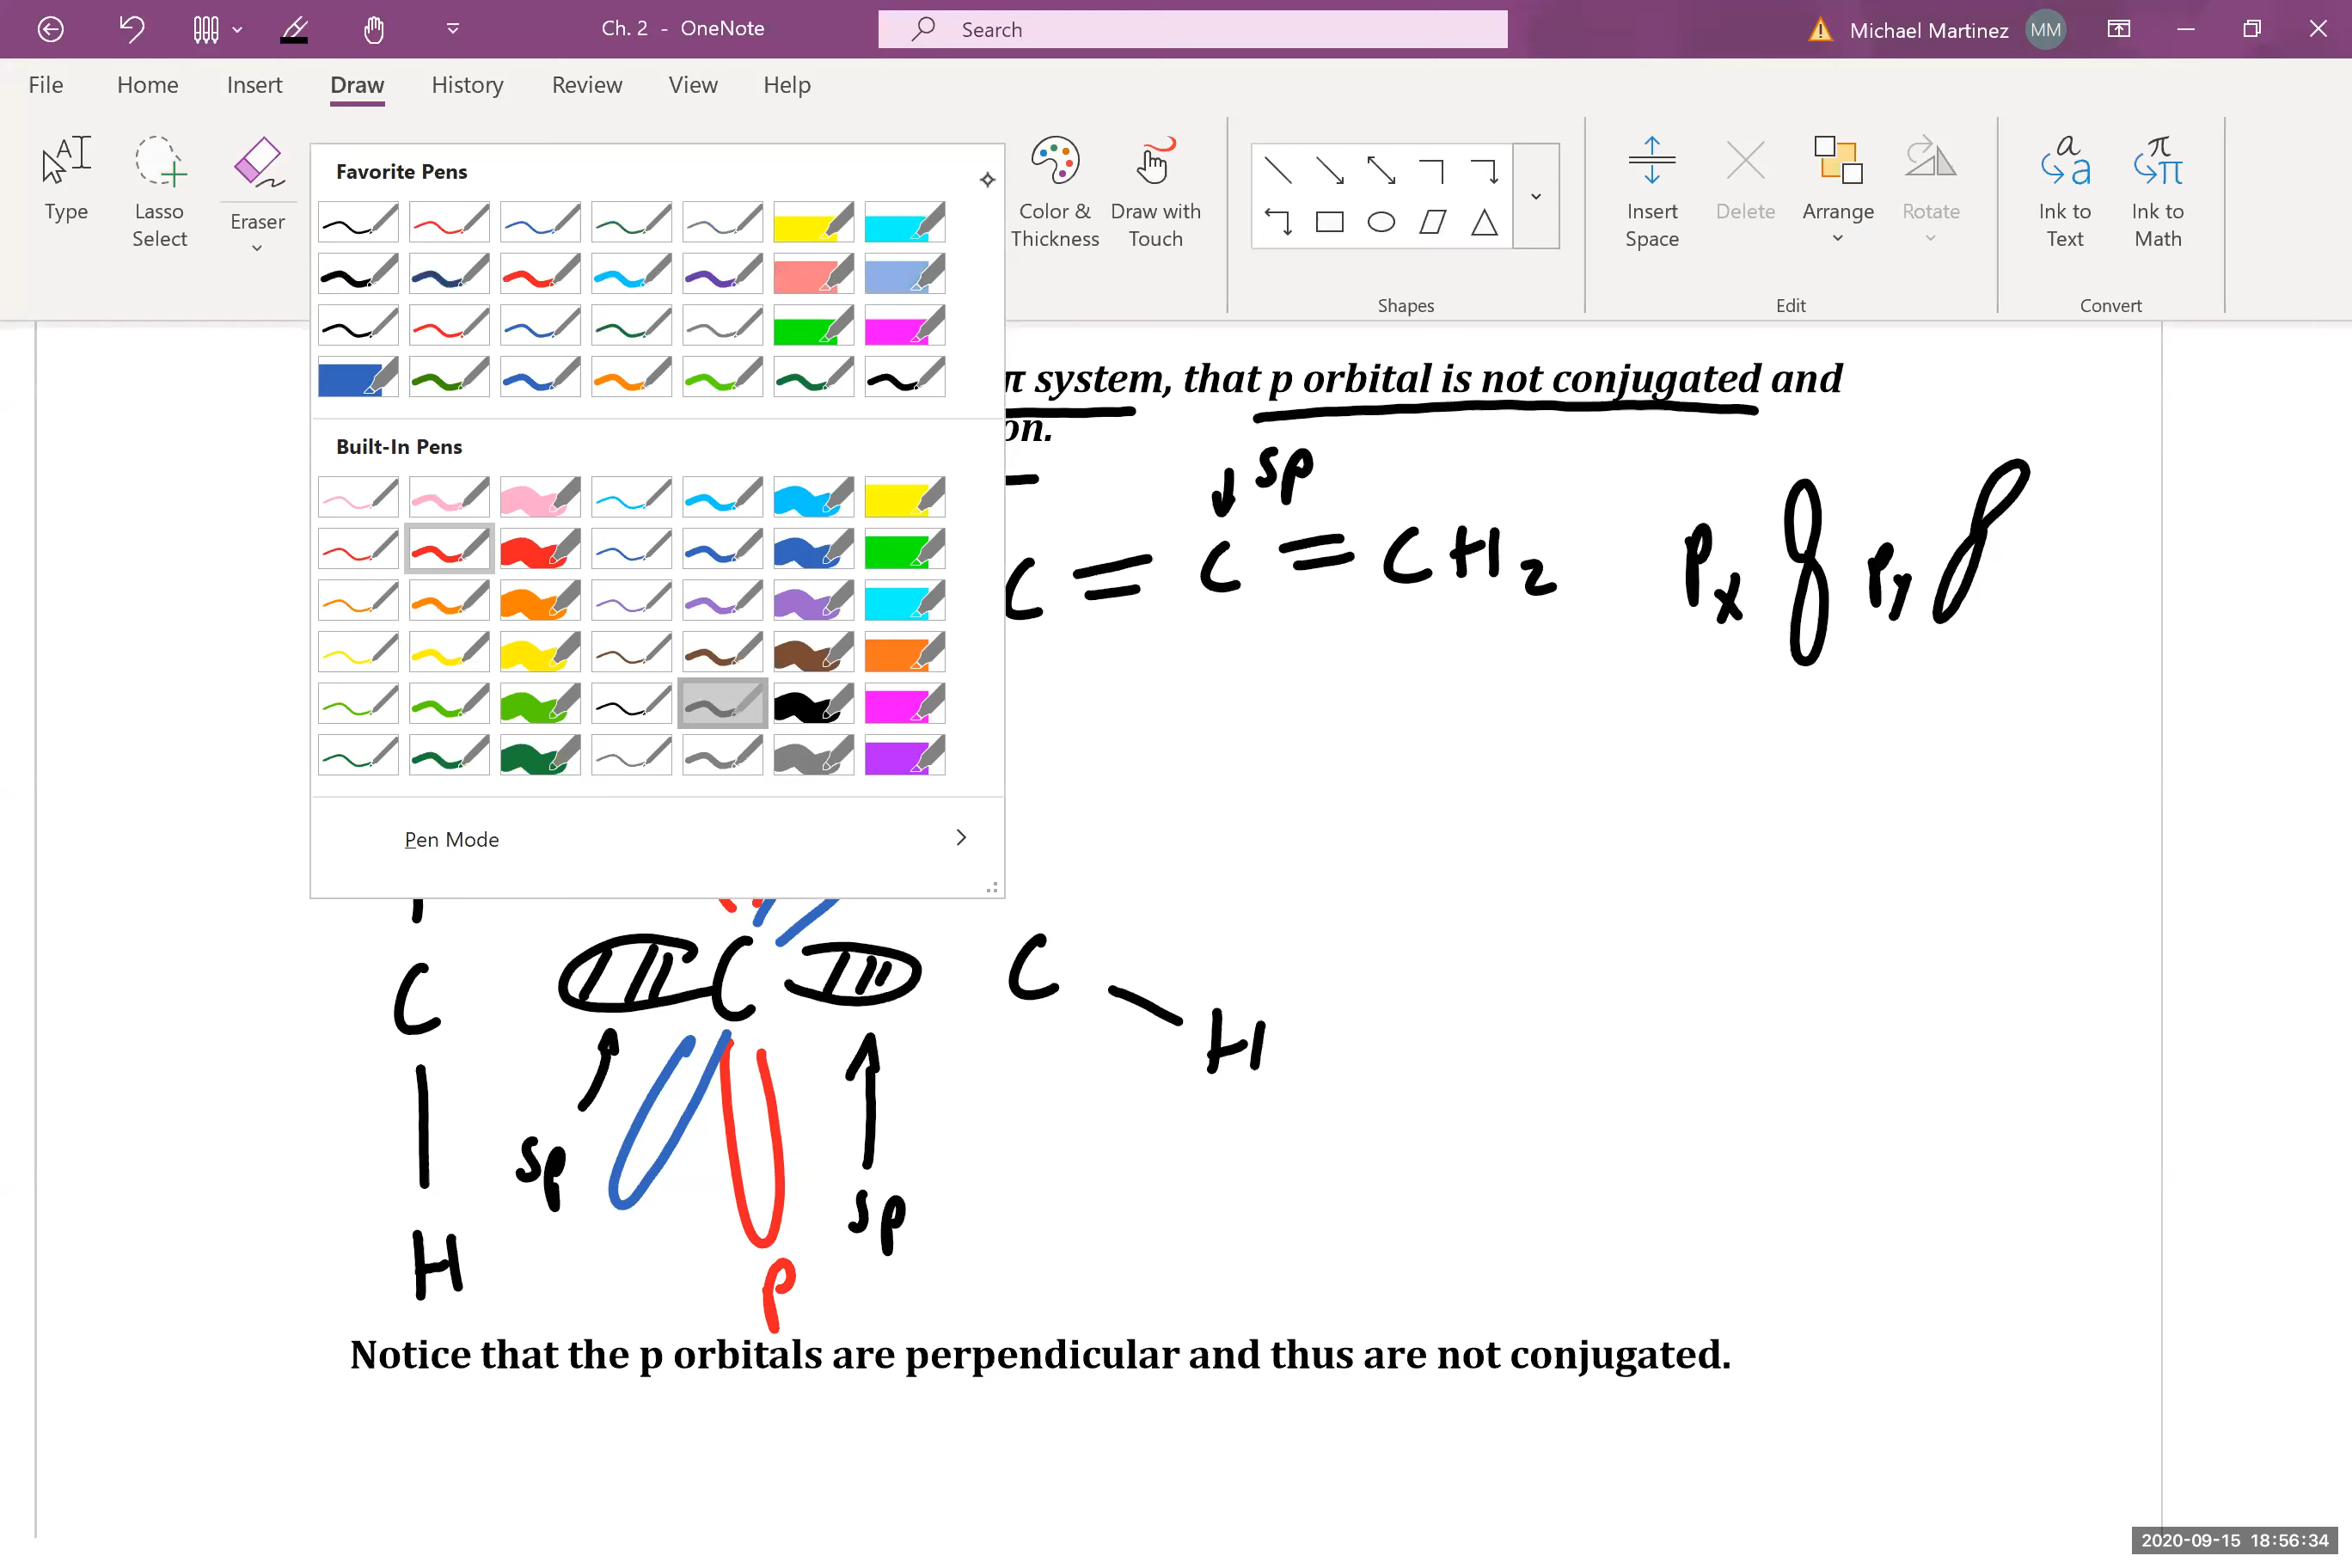 Ch. 2 - OneNote
Search
Michael Martinez
MM
File
Home
Insert
Draw
History
Review
View
Help
Type
Lasso
Select
Eraser
Color &
Thickness
Draw with
Touch
Shapes
Insert
Space
Delete
Arrange
Rotate
Edit
Ink to
Text
Ink to
Math
Convert
Favorite Pens
Built-In Pens
Pen Mode
π system, that p orbital is not conjugated and
on.
sp
C = C = CH2 Px Py
C C C
H
H
sp
sp
p
Notice that the p orbitals are perpendicular and thus are not conjugated.
2020-09-15 18:56:34